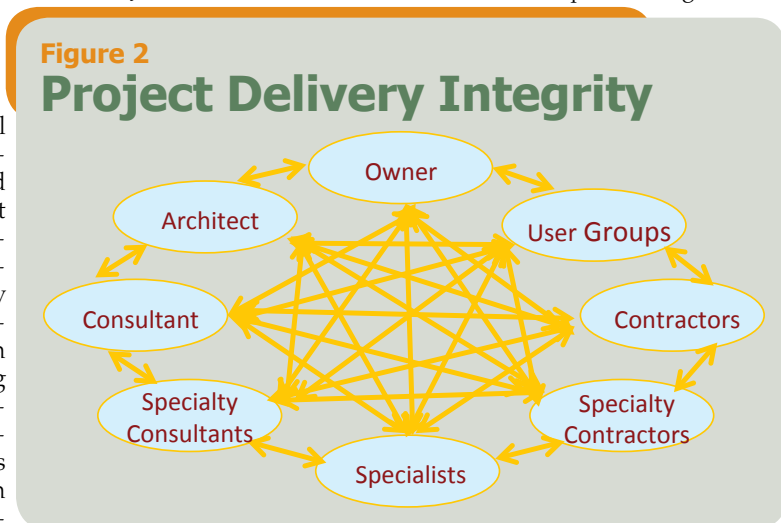 Figure 2
Project Delivery Integrity
Owner
Architect
User Groups
Consultant
Contractors
Specialty
Consultants
Specialty
Contractors
Specialists